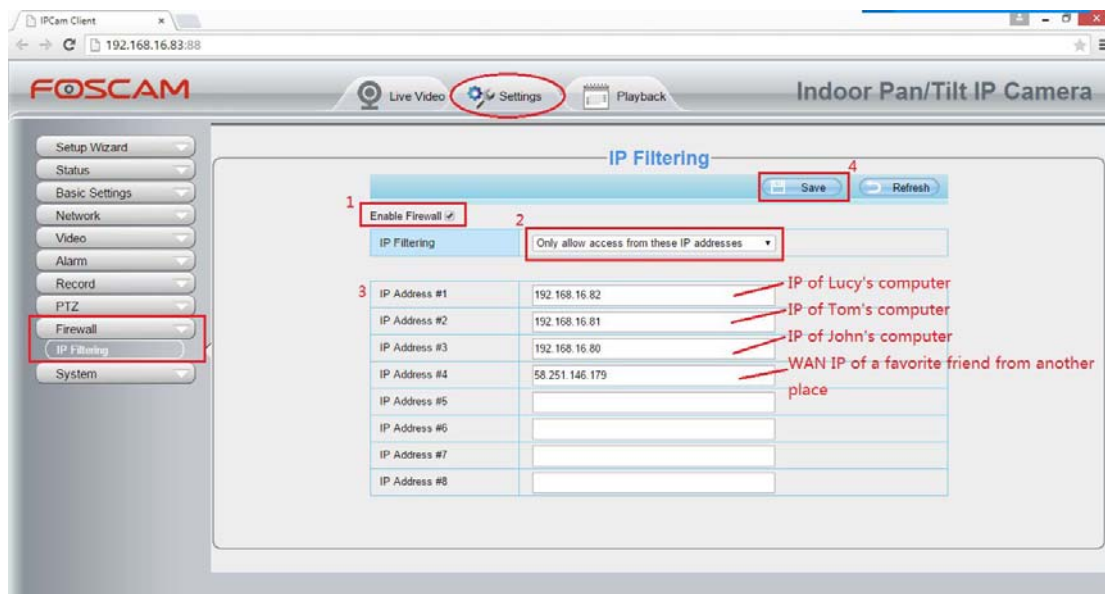 IPCam Client
192.168.16.83:88
FOSCAM
Live Video
Settings
Playback
Indoor Pan/Tilt IP Camera
Setup Wizard
Status
Basic Settings
Network
Video
Alarm
Record
PTZ
Firewall
IP Filtering
System
IP Filtering
4
Save
Refresh
1
Enable Firewall
2
IP Filtering
Only allow access from these IP addresses
3
IP Address #1
192.168.16.82
IP of Lucy's computer
IP Address #2
192.168.16.81
IP of Tom's computer
IP Address #3
192.168.16.80
IP of John's computer
IP Address #4
58.251.146.179
WAN IP of a favorite friend from another
place
IP Address #5
IP Address #6
IP Address #7
IP Address #8